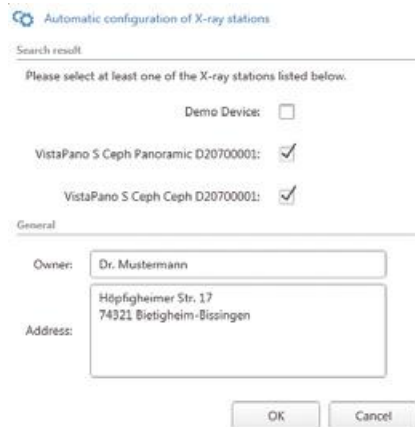 Automatic configuration of X-ray stations
Search result
Please select at least one of the X-ray stations listed below.
Demo Device:
VistaPano S Ceph Panoramic D20700001:
VistaPano S Ceph Ceph D20700001:
General
Owner: Dr. Mustermann
Address: Höpfigheimer Str. 17
74321 Bietigheim-Bissingen
OK Cancel